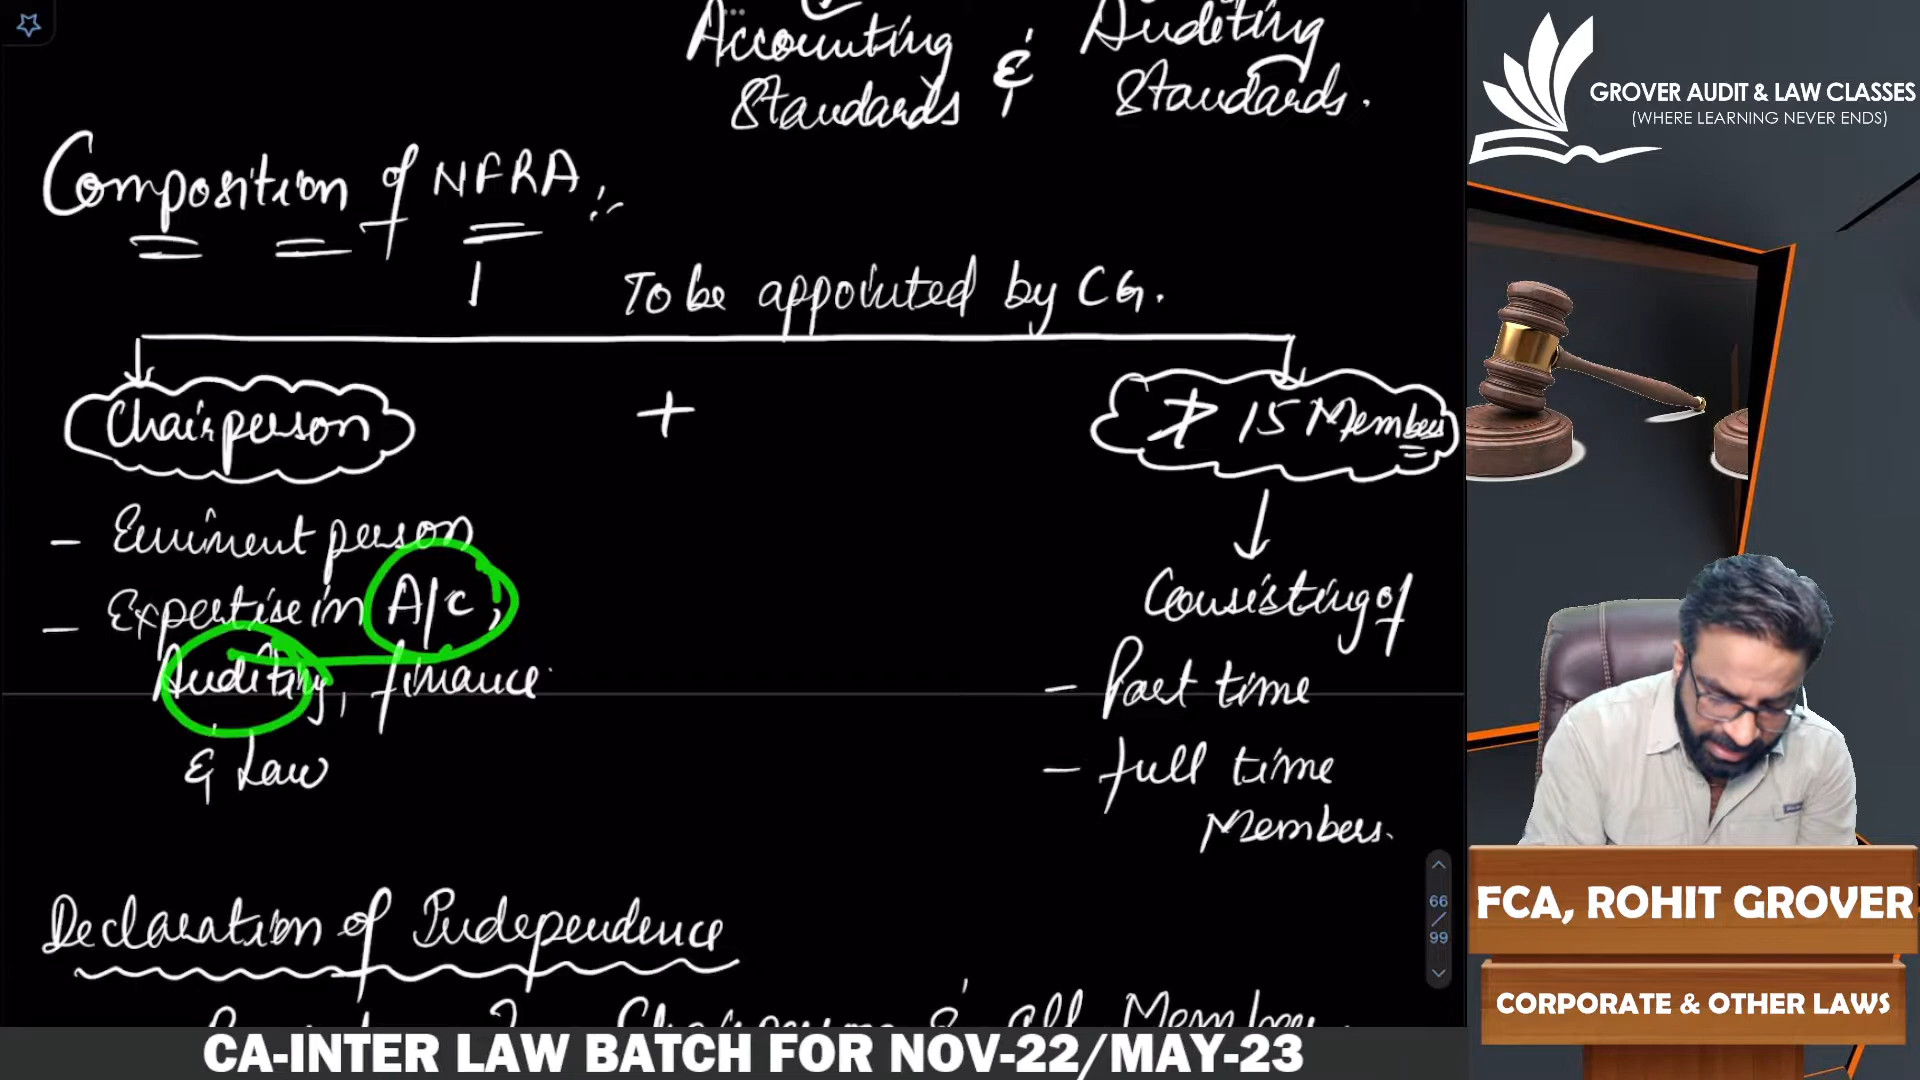 Accounting & Auditing
Standards Standards.
Composition of NFRA :-
To be appointed by CG.
Chairperson + ≯ 15 Members
- Eminent person
- Expertise in A/c,
Auditing, finance
& Law
Consisting of
- Part time
- full time
Members.
Declaration of Independence
Chairperson & all Members
66
/
99
GROVER AUDIT & LAW CLASSES
(WHERE LEARNING NEVER ENDS)
FCA, ROHIT GROVER
CORPORATE & OTHER LAWS
CA-INTER LAW BATCH FOR NOV-22/MAY-23